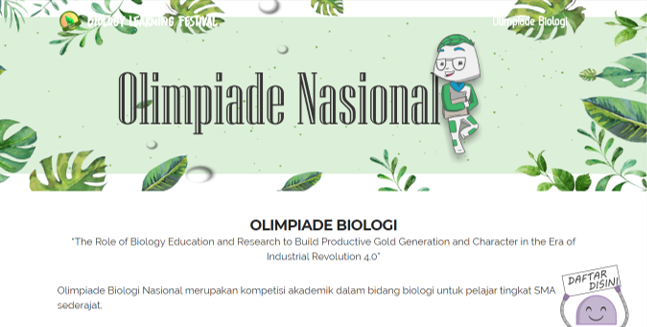 BIOLOGY LEARNING FESTIVAL
Olimpiade Biologi
Olimpiade Nasional
OLIMPIADE BIOLOGI
"The Role of Biology Education and Research to Build Productive Gold Generation and Character in the Era of
Industrial Revolution 4.0"
Olimpiade Biologi Nasional merupakan kompetisi akademik dalam bidang biologi untuk pelajar tingkat SMA
sederajat.
DAFTAR
DISINI